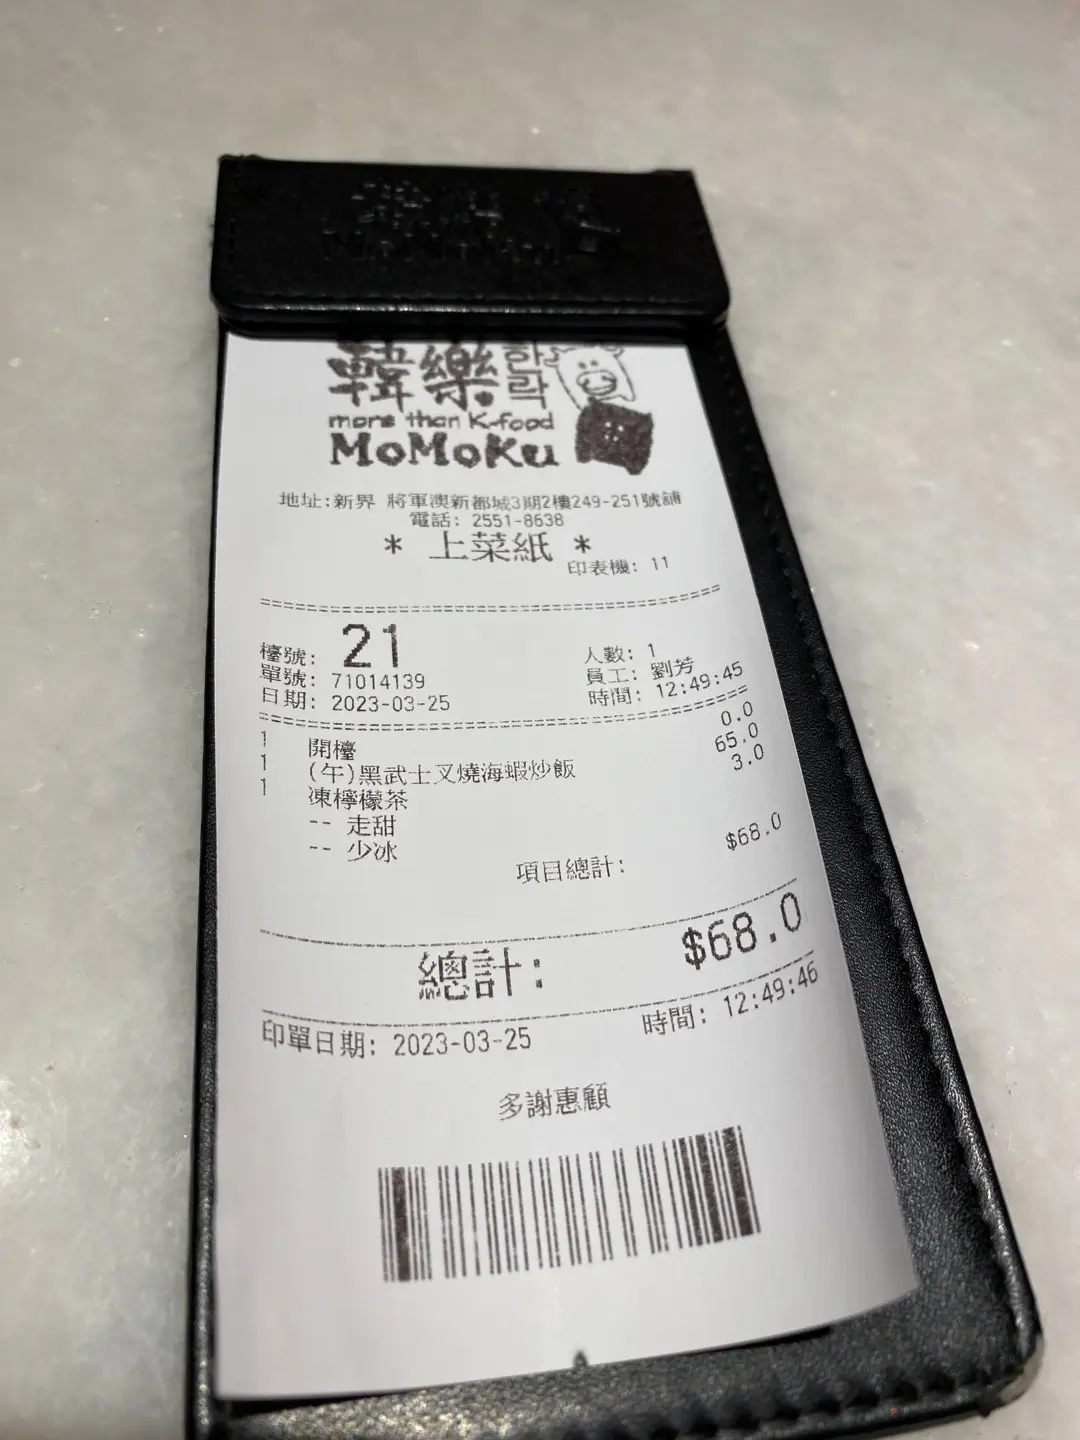 韓樂 한락
more than K-food
MoMoKu
地址:新界 將軍澳新都城3期2樓249-251號舖
電話: 2551-8638
* 上菜紙 *
印表機: 11
檯號: 21
人數: 1
單號: 71014139
員工: 劉芳
日期: 2023-03-25
時間: 12:49:45
1 開檯 0.0
1 (午)黑武士叉燒海蝦炒飯 65.0
1 凍檸檬茶 3.0
-- 走甜
-- 少冰
項目總計: $68.0
總計: $68.0
印單日期: 2023-03-25 時間: 12:49:46
多謝惠顧